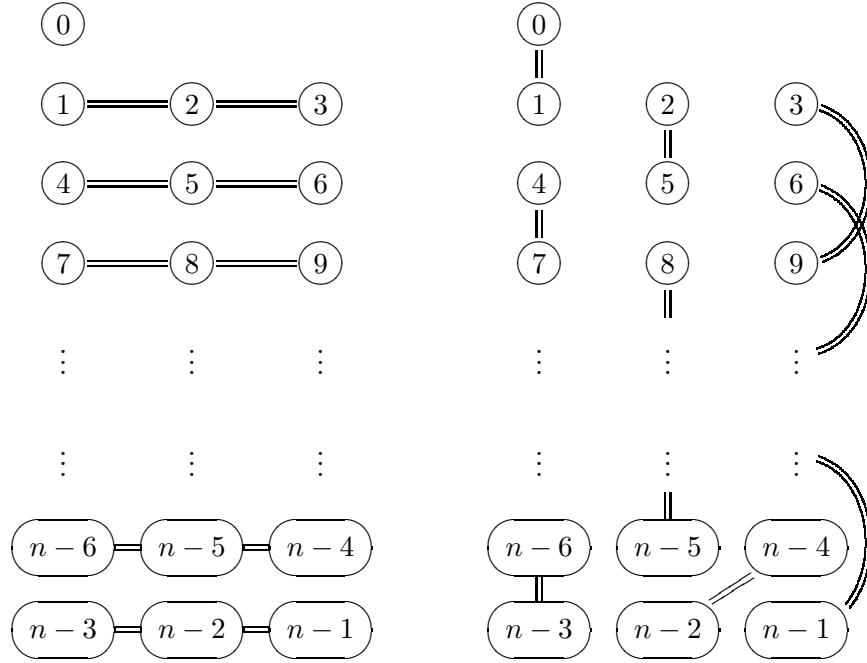 0 0
1 2 3 1 2 3
4 5 6 4 5 6
7 8 9 7 8 9
⋮ ⋮ ⋮ ⋮ ⋮ ⋮
⋮ ⋮ ⋮ ⋮ ⋮ ⋮
n − 6 n − 5 n − 4 n − 6 n − 5 n − 4
n − 3 n − 2 n − 1 n − 3 n − 2 n − 1